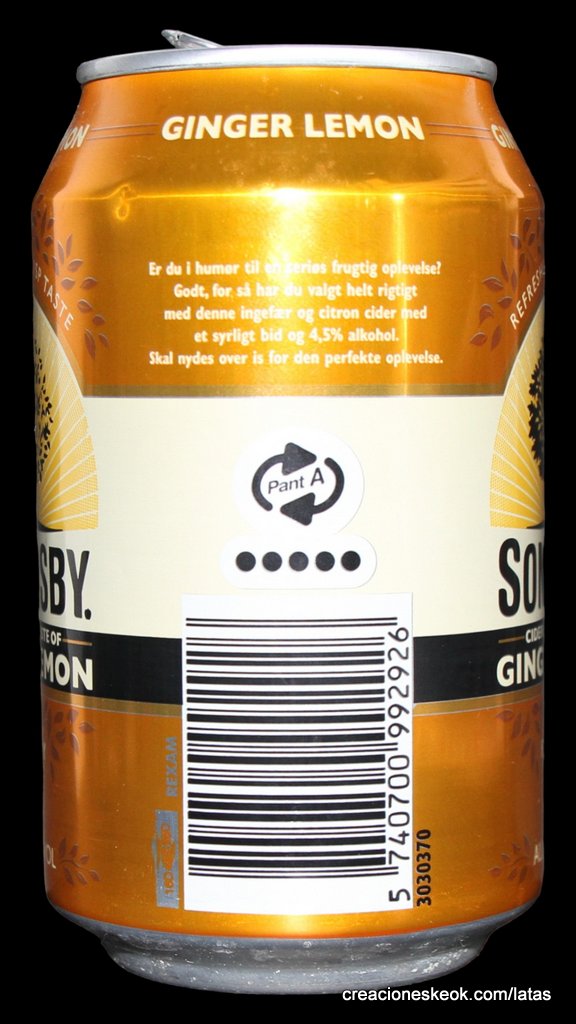 GINGER LEMON
Er du i humør til en seriøs frugtig oplevelse?
Godt, for så har du valgt helt rigtigt
med denne ingefær og citron cider med
et syrligt bid og 4,5% alkohol.
Skal nydes over is for den perfekte oplevelse.
TASTE
Pant A
SBY.
MON
GING
REXAM
5 740700 992926
3030370
creacioneskeok.com/latas